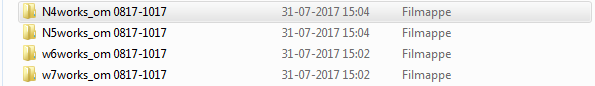 N4works_om 0817-1017 31-07-2017 15:04 Filmappe
N5works_om 0817-1017 31-07-2017 15:04 Filmappe
w6works_om 0817-1017 31-07-2017 15:02 Filmappe
w7works_om 0817-1017 31-07-2017 15:02 Filmappe